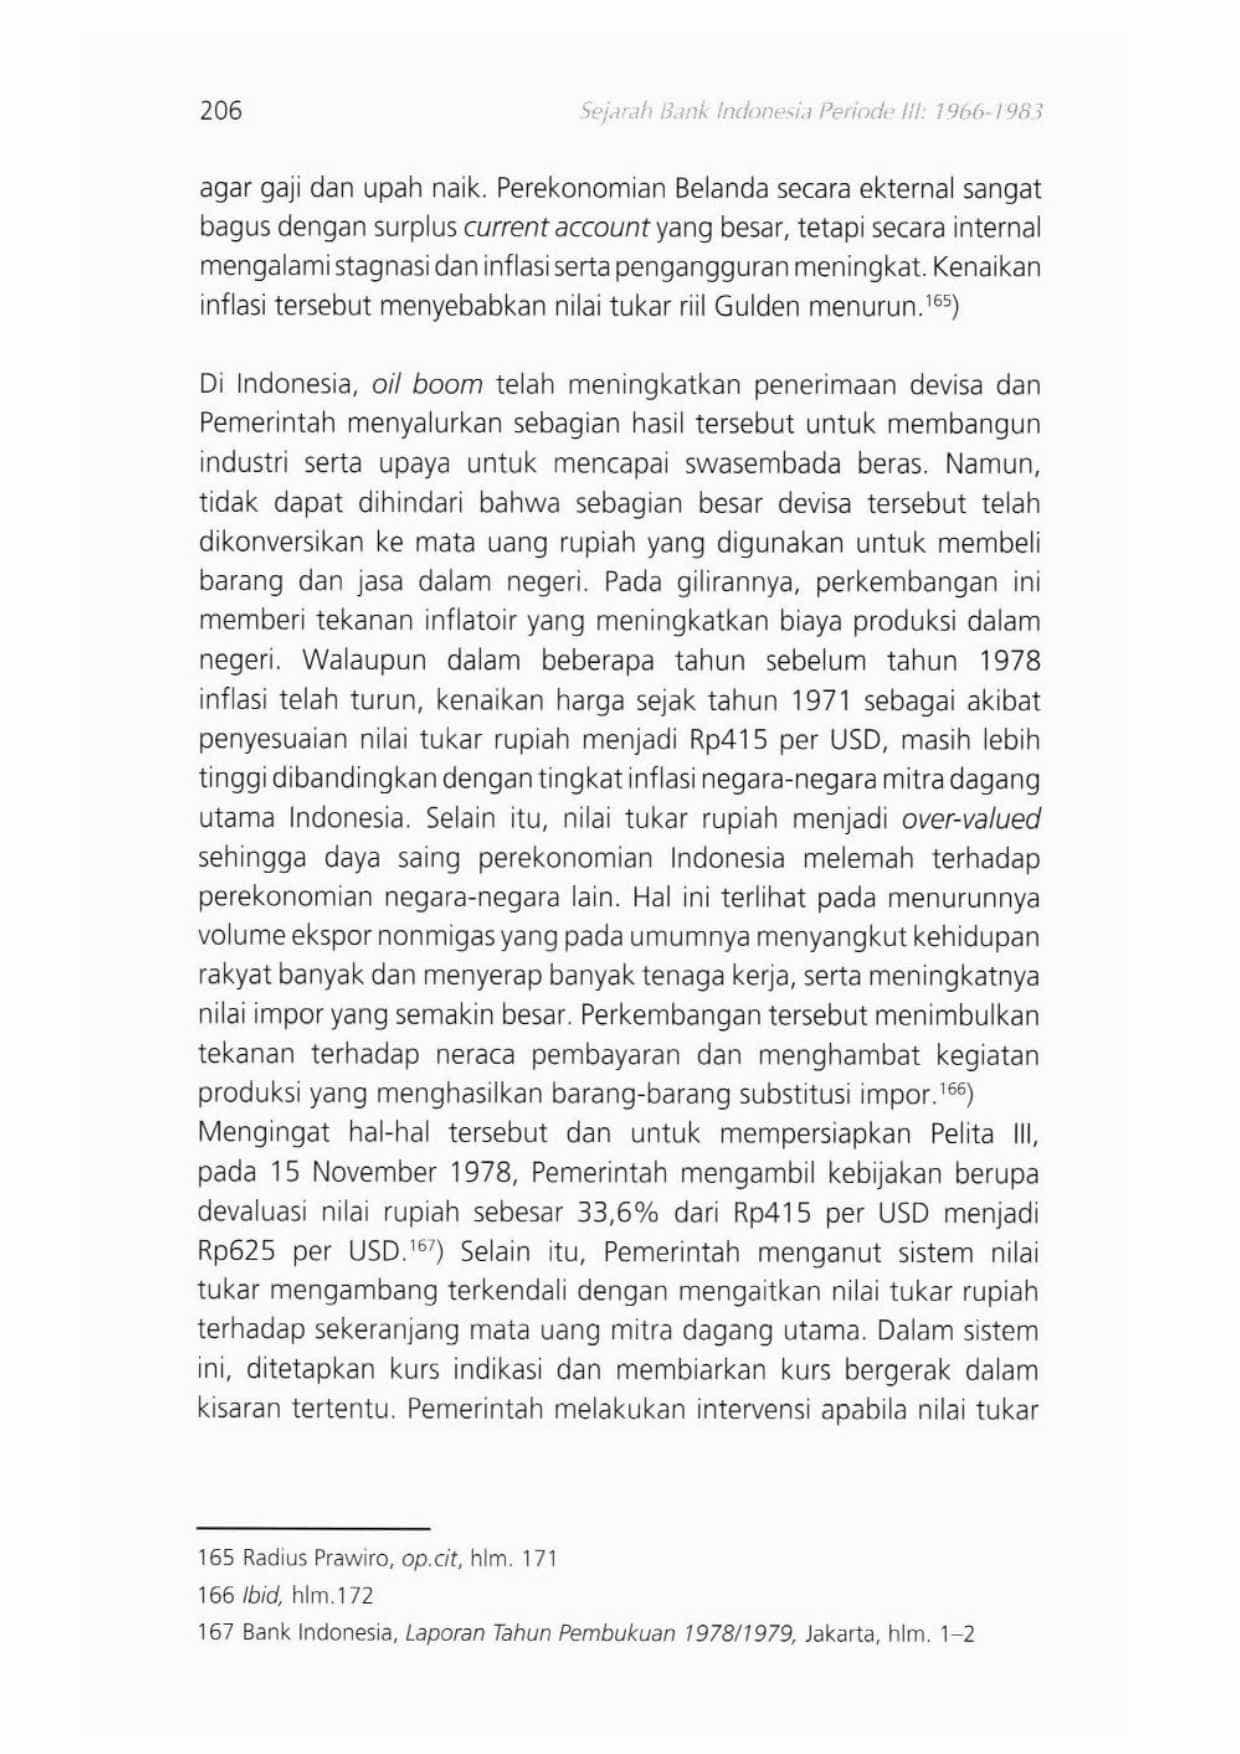 206
Sejarah Bank Indonesia Periode III: 1966-1983
agar gaji dan upah naik. Perekonomian Belanda secara ekternal sangat
bagus dengan surplus current account yang besar, tetapi secara internal
mengalami stagnasi dan inflasi serta pengangguran meningkat. Kenaikan
inflasi tersebut menyebabkan nilai tukar riil Gulden menurun.¹⁶⁵)
Di Indonesia, oil boom telah meningkatkan penerimaan devisa dan
Pemerintah menyalurkan sebagian hasil tersebut untuk membangun
industri serta upaya untuk mencapai swasembada beras. Namun,
tidak dapat dihindari bahwa sebagian besar devisa tersebut telah
dikonversikan ke mata uang rupiah yang digunakan untuk membeli
barang dan jasa dalam negeri. Pada gilirannya, perkembangan ini
memberi tekanan inflatoir yang meningkatkan biaya produksi dalam
negeri. Walaupun dalam beberapa tahun sebelum tahun 1978
inflasi telah turun, kenaikan harga sejak tahun 1971 sebagai akibat
penyesuaian nilai tukar rupiah menjadi Rp415 per USD, masih lebih
tinggi dibandingkan dengan tingkat inflasi negara-negara mitra dagang
utama Indonesia. Selain itu, nilai tukar rupiah menjadi over-valued
sehingga daya saing perekonomian Indonesia melemah terhadap
perekonomian negara-negara lain. Hal ini terlihat pada menurunnya
volume ekspor nonmigas yang pada umumnya menyangkut kehidupan
rakyat banyak dan menyerap banyak tenaga kerja, serta meningkatnya
nilai impor yang semakin besar. Perkembangan tersebut menimbulkan
tekanan terhadap neraca pembayaran dan menghambat kegiatan
produksi yang menghasilkan barang-barang substitusi impor.¹⁶⁶)
Mengingat hal-hal tersebut dan untuk mempersiapkan Pelita III,
pada 15 November 1978, Pemerintah mengambil kebijakan berupa
devaluasi nilai rupiah sebesar 33,6% dari Rp415 per USD menjadi
Rp625 per USD.¹⁶⁷) Selain itu, Pemerintah menganut sistem nilai
tukar mengambang terkendali dengan mengaitkan nilai tukar rupiah
terhadap sekeranjang mata uang mitra dagang utama. Dalam sistem
ini, ditetapkan kurs indikasi dan membiarkan kurs bergerak dalam
kisaran tertentu. Pemerintah melakukan intervensi apabila nilai tukar
165 Radius Prawiro, op.cit, hlm. 171
166 Ibid, hlm.172
167 Bank Indonesia, Laporan Tahun Pembukuan 1978/1979, Jakarta, hlm. 1–2